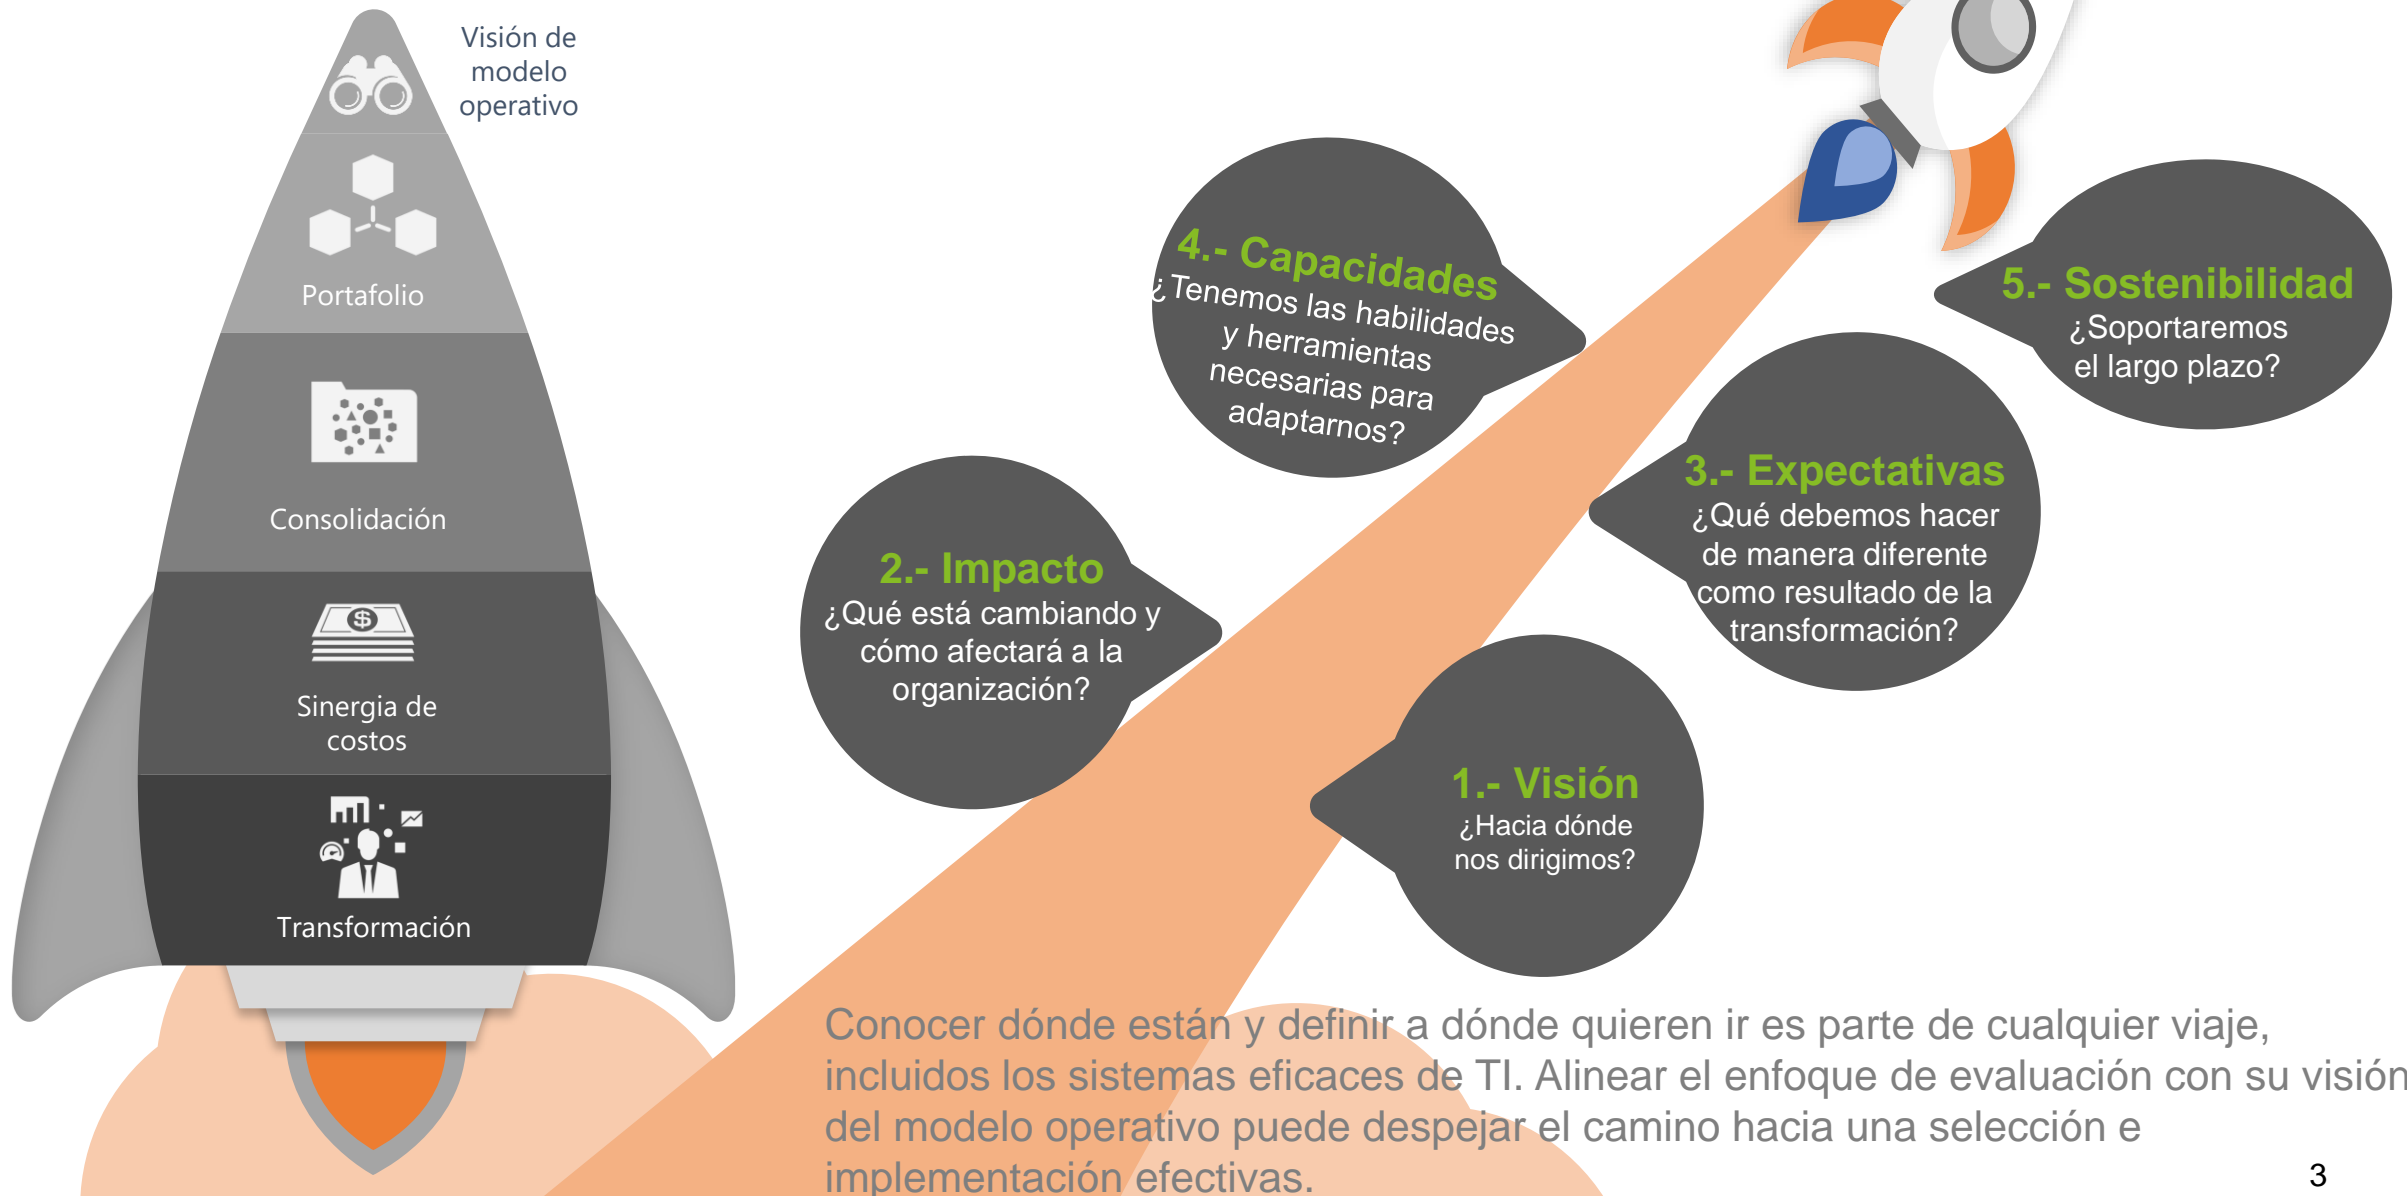 Visión de
modelo
operativo
Portafolio
Consolidación
$
Sinergia de
costos
Transformación
4.- Capacidades
¿Tenemos las habilidades
y herramientas
necesarias para
adaptarnos?
5.- Sostenibilidad
¿Soportaremos
el largo plazo?
3.- Expectativas
¿Qué debemos hacer
de manera diferente
como resultado de la
transformación?
2.- Impacto
¿Qué está cambiando y
cómo afectará a la
organización?
1.- Visión
¿Hacia dónde
nos dirigimos?
Conocer dónde están y definir a dónde quieren ir es parte de cualquier viaje,
incluidos los sistemas eficaces de TI. Alinear el enfoque de evaluación con su visión
del modelo operativo puede despejar el camino hacia una selección e
implementación efectivas.
3